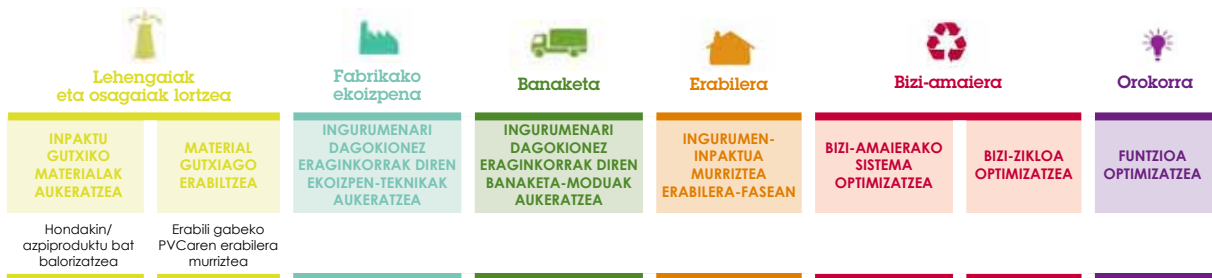 Lehengaiak
eta osagaiak lortzea
Fabrikako
ekoizpena
Banaketa
Erabilera
Bizi-amaiera
Orokorra
INPAKTU
GUTXIKO
MATERIALAK
AUKERATZEA
MATERIAL
GUTXIAGO
ERABILTZEA
INGURUMENARI
DAGOKIONEZ
ERAGINKORRAK DIREN
EKOIZPEN-TEKNIKAK
AUKERATZEA
INGURUMENARI
DAGOKIONEZ
ERAGINKORRAK DIREN
BANAKETA-MODUAK
AUKERATZEA
INGURUMEN-
INPAKTUA
MURRIZTEA
ERABILERA-FASEAN
BIZI-AMAIERAKO
SISTEMA
OPTIMIZATZEA
BIZI-ZIKLOA
OPTIMIZATZEA
FUNTZIOA
OPTIMIZATZEA
Hondakin/
azpiproduktu bat
balorizatzea
Erabili gabeko
PVCaren erabilera
murriztea